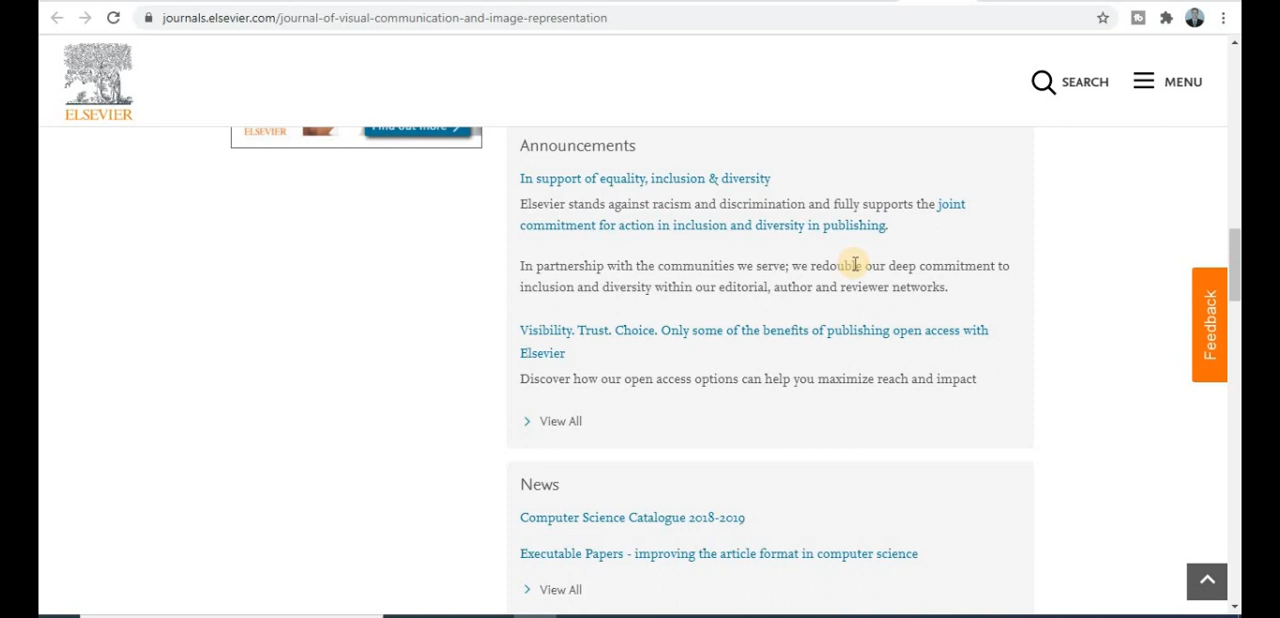 journals.elsevier.com/journal-of-visual-communication-and-image-representation
ELSEVIER
SEARCH
MENU
ELSEVIER
Find out more
Announcements
In support of equality, inclusion & diversity
Elsevier stands against racism and discrimination and fully supports the joint
commitment for action in inclusion and diversity in publishing.
In partnership with the communities we serve; we redouble our deep commitment to
inclusion and diversity within our editorial, author and reviewer networks.
Visibility. Trust. Choice. Only some of the benefits of publishing open access with
Elsevier
Discover how our open access options can help you maximize reach and impact
View All
Feedback
News
Computer Science Catalogue 2018-2019
Executable Papers - improving the article format in computer science
View All